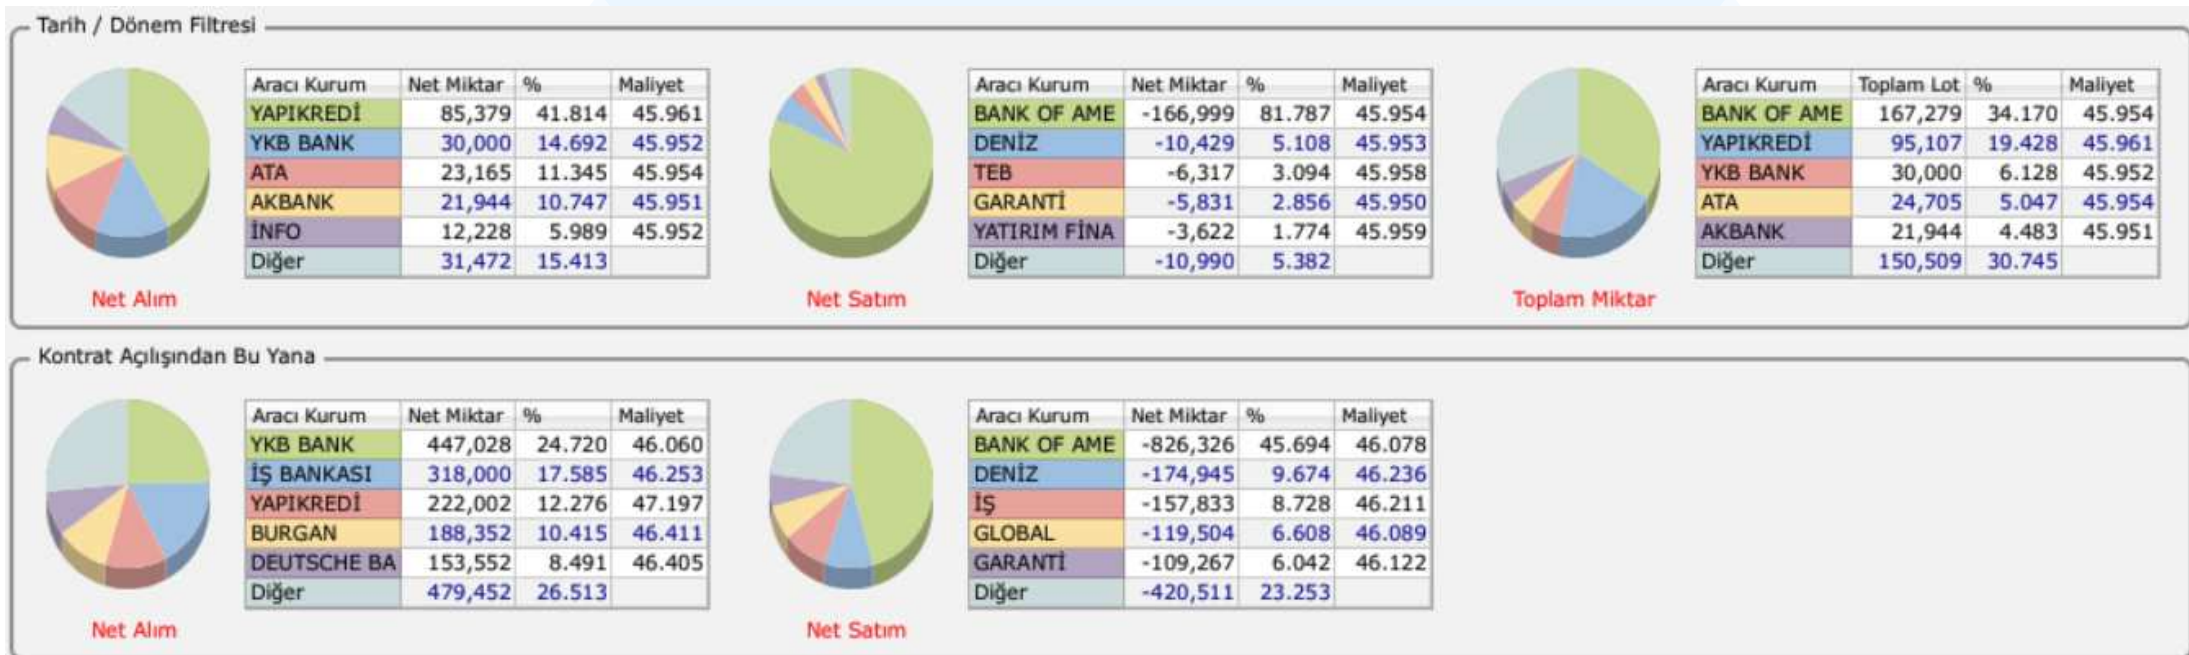 Tarih / Dönem Filtresi
Aracı Kurum Net Miktar % Maliyet
YAPIKREDİ 85,379 41.814 45.961
YKB BANK 30,000 14.692 45.952
ATA 23,165 11.345 45.954
AKBANK 21,944 10.747 45.951
İNFO 12,228 5.989 45.952
Diğer 31,472 15.413
Net Alım
Aracı Kurum Net Miktar % Maliyet
BANK OF AME -166,999 81.787 45.954
DENİZ -10,429 5.108 45.953
TEB -6,317 3.094 45.958
GARANTİ -5,831 2.856 45.950
YATIRIM FİNA -3,622 1.774 45.959
Diğer -10,990 5.382
Net Satım
Aracı Kurum Toplam Lot % Maliyet
BANK OF AME 167,279 34.170 45.954
YAPIKREDİ 95,107 19.428 45.961
YKB BANK 30,000 6.128 45.952
ATA 24,705 5.047 45.954
AKBANK 21,944 4.483 45.951
Diğer 150,509 30.745
Toplam Miktar
Kontrat Açılışından Bu Yana
Aracı Kurum Net Miktar % Maliyet
YKB BANK 447,028 24.720 46.060
İŞ BANKASI 318,000 17.585 46.253
YAPIKREDİ 222,002 12.276 47.197
BURGAN 188,352 10.415 46.411
DEUTSCHE BA 153,552 8.491 46.405
Diğer 479,452 26.513
Net Alım
Aracı Kurum Net Miktar % Maliyet
BANK OF AME -826,326 45.694 46.078
DENİZ -174,945 9.674 46.236
İŞ -157,833 8.728 46.211
GLOBAL -119,504 6.608 46.089
GARANTİ -109,267 6.042 46.122
Diğer -420,511 23.253
Net Satım